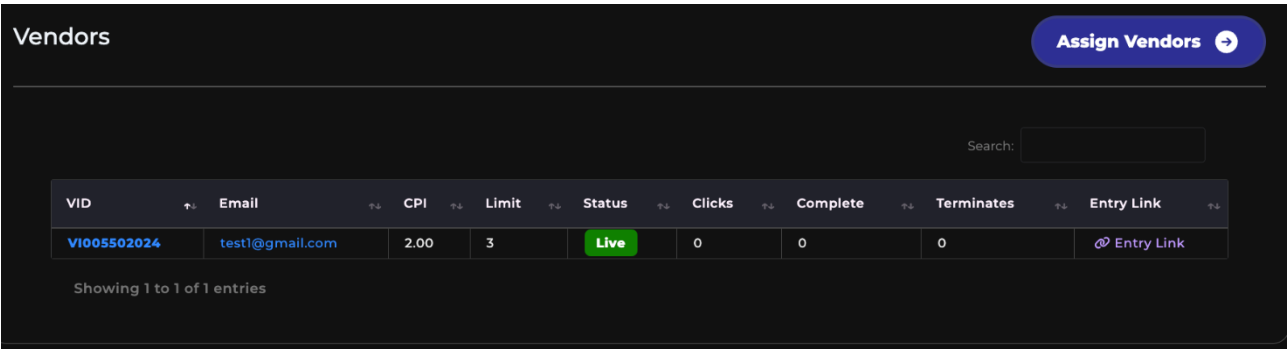 Vendors
Assign Vendors
Search:
VID Email CPI Limit Status Clicks Complete Terminates Entry Link
VI005502024 test1@gmail.com 2.00 3 Live 0 0 0 Entry Link
Showing 1 to 1 of 1 entries